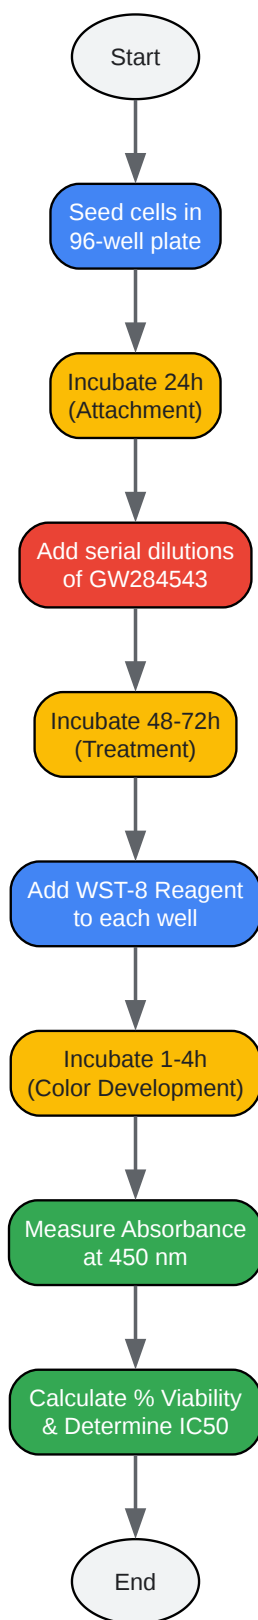 Start
Seed cells in
96-well plate
Incubate 24h
(Attachment)
Add serial dilutions
of GW284543
Incubate 48-72h
(Treatment)
Add WST-8 Reagent
to each well
Incubate 1-4h
(Color Development)
Measure Absorbance
at 450 nm
Calculate % Viability
& Determine IC50
End